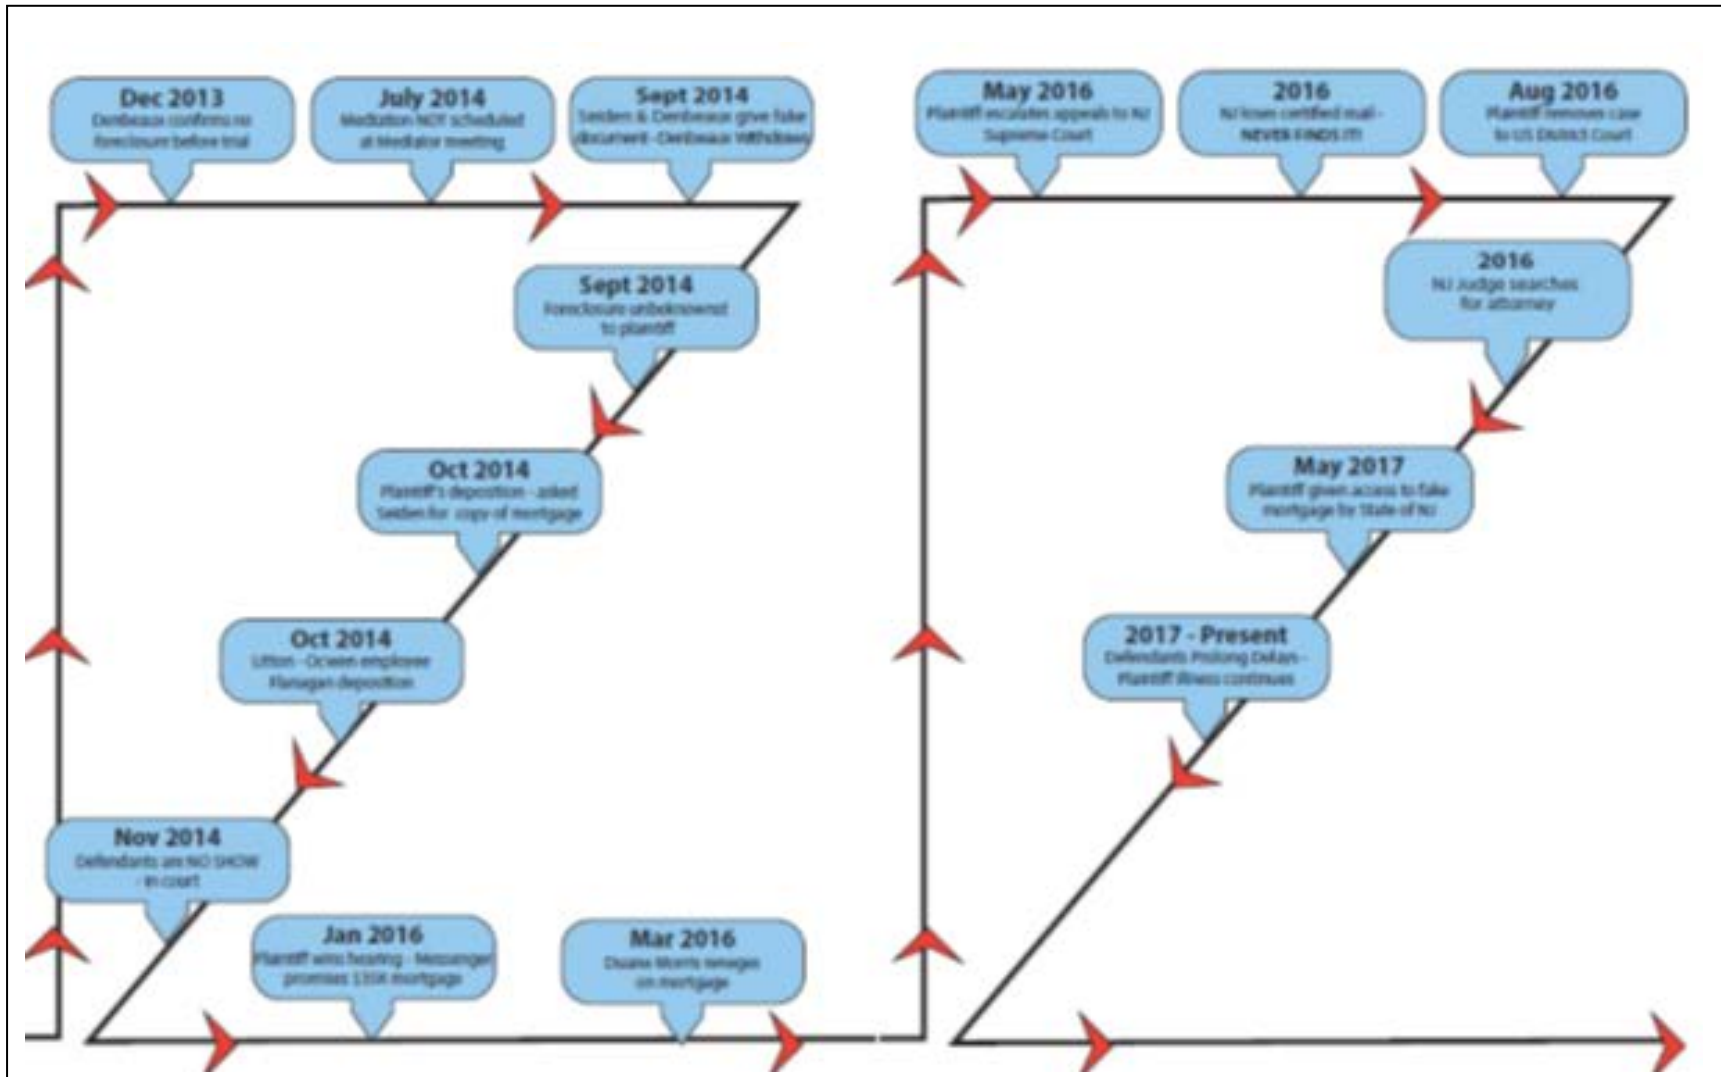 Dec 2013
Denbeaux confirms no
foreclosure before trial
July 2014
Mediation NOT scheduled
at Mediator meeting
Sept 2014
Seiden & Denbeaux give fake
document - Denbeaux Withdraws
Sept 2014
Foreclosure unbeknownst
to plaintiff
Oct 2014
Plaintiff's deposition - asked
Seiden for copy of mortgage
Oct 2014
Litton - Ocwen employee
Flanagan deposition
Nov 2014
Defendants are NO SHOW
- in court
Jan 2016
Plaintiff wins hearing - Messenger
promises mortgage
Mar 2016
Duane Morris reneges
on mortgage
May 2016
Plaintiff escalates appeals to NJ
Supreme Court
2016
NJ loses certified mail -
NEVER FINDS IT!
Aug 2016
Plaintiff removes case
to US District Court
2016
NJ Judge searches
for attorney
May 2017
Plaintiff given access to fake
mortgage by State of NJ
2017 - Present
Defendants Prolong Delays -
Plaintiff illness continues